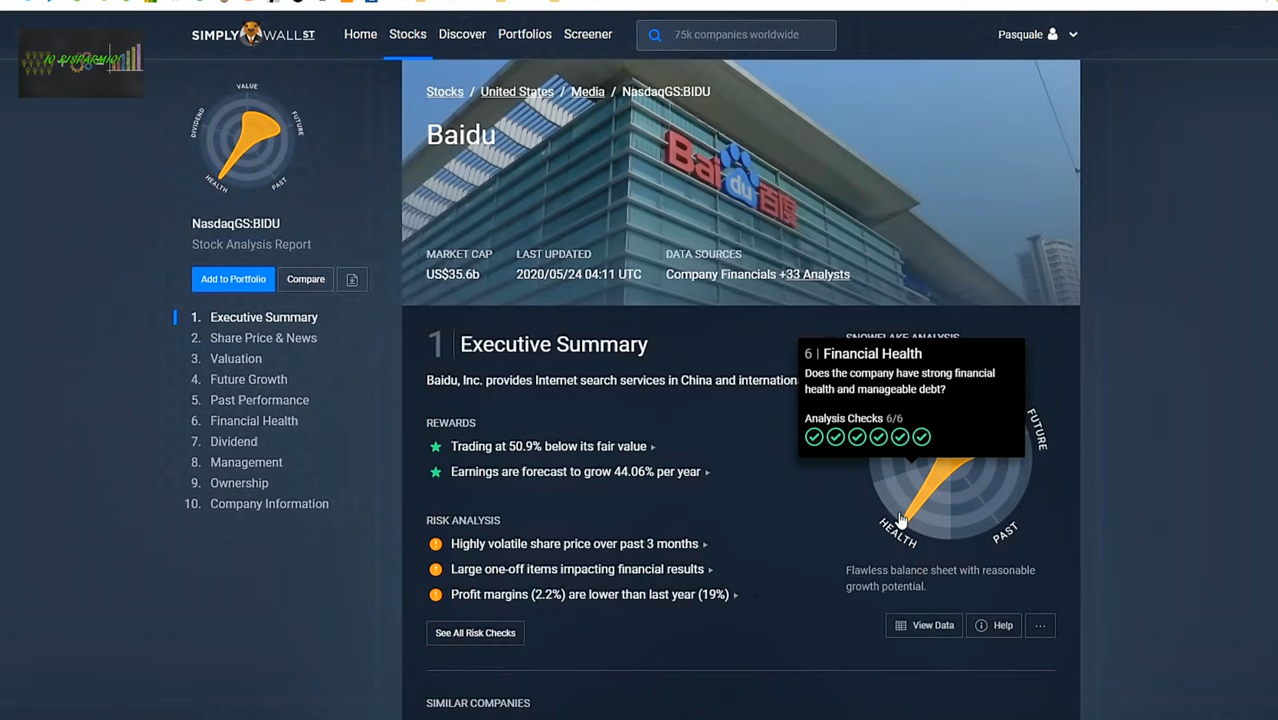 SIMPLY WALL ST
Home
Stocks
Discover
Portfolios
Screener
75k companies worldwide
Pasquale
IO RISPARMIO!
VALUE
FUTURE
PAST
HEALTH
DIVIDEND
NasdaqGS:BIDU
Stock Analysis Report
Add to Portfolio
Compare
1. Executive Summary
2. Share Price & News
3. Valuation
4. Future Growth
5. Past Performance
6. Financial Health
7. Dividend
8. Management
9. Ownership
10. Company Information
Stocks / United States / Media / NasdaqGS:BIDU
Baidu
Bai du 百度
MARKET CAP
US$35.6b
LAST UPDATED
2020/05/24 04:11 UTC
DATA SOURCES
Company Financials +33 Analysts
1 Executive Summary
Baidu, Inc. provides Internet search services in China and internation
REWARDS
Trading at 50.9% below its fair value
Earnings are forecast to grow 44.06% per year
RISK ANALYSIS
Highly volatile share price over past 3 months
Large one-off items impacting financial results
Profit margins (2.2%) are lower than last year (19%)
See All Risk Checks
SNOWFLAKE ANALYSIS
6 | Financial Health
Does the company have strong financial
health and manageable debt?
Analysis Checks 6/6
FUTURE
PAST
HEALTH
Flawless balance sheet with reasonable
growth potential.
View Data
Help
...
SIMILAR COMPANIES